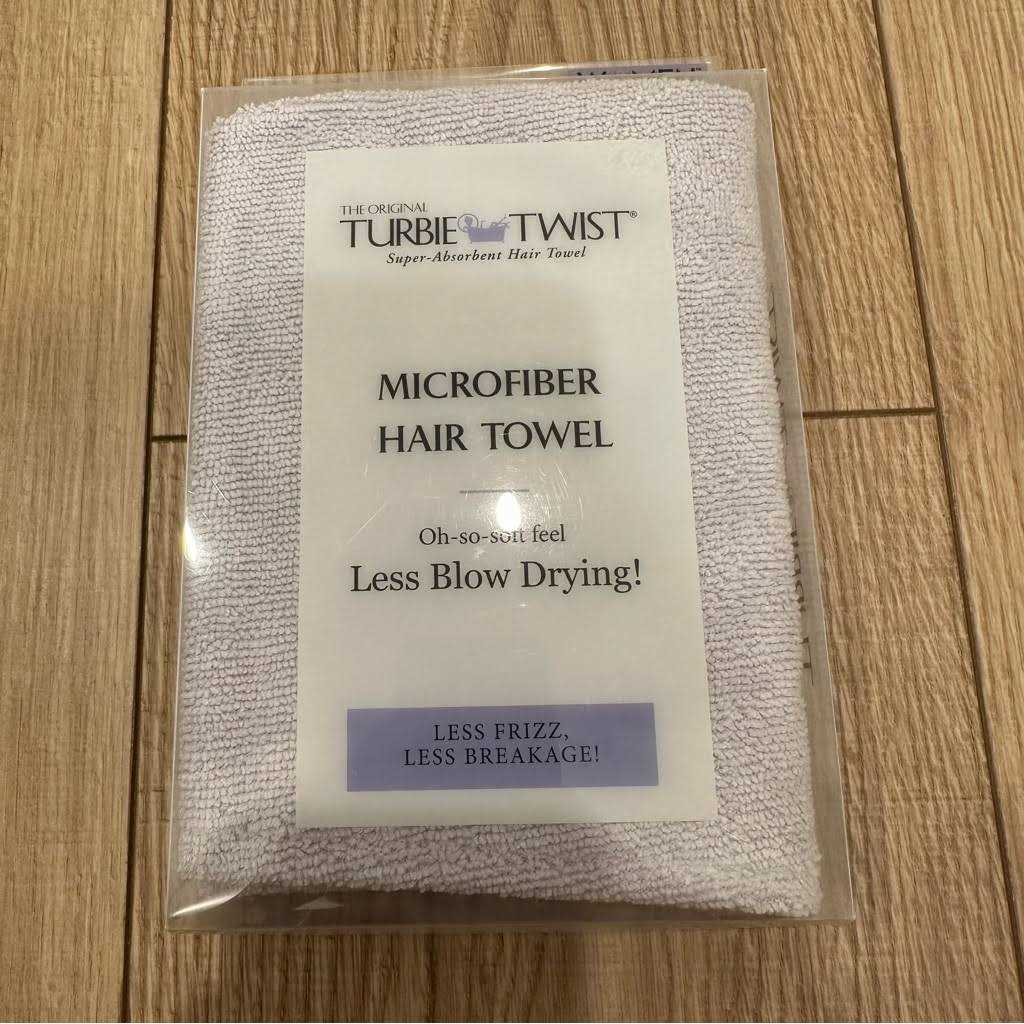 THE ORIGINAL
TURBIE TWIST®
Super-Absorbent Hair Towel
MICROFIBER
HAIR TOWEL
Oh-so-soft feel
Less Blow Drying!
LESS FRIZZ,
LESS BREAKAGE!